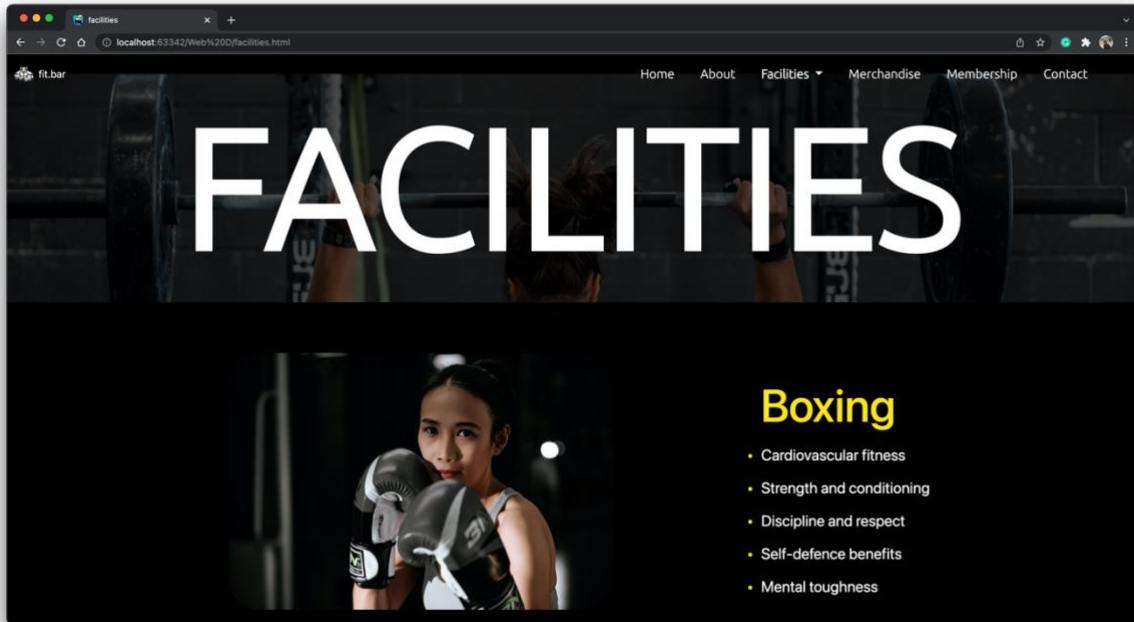 facilities
localhost:63342/Web%20D/facilities.html
fit.bar
Home About Facilities Merchandise Membership Contact
FACILITIES
Boxing
Cardiovascular fitness
Strength and conditioning
Discipline and respect
Self-defence benefits
Mental toughness